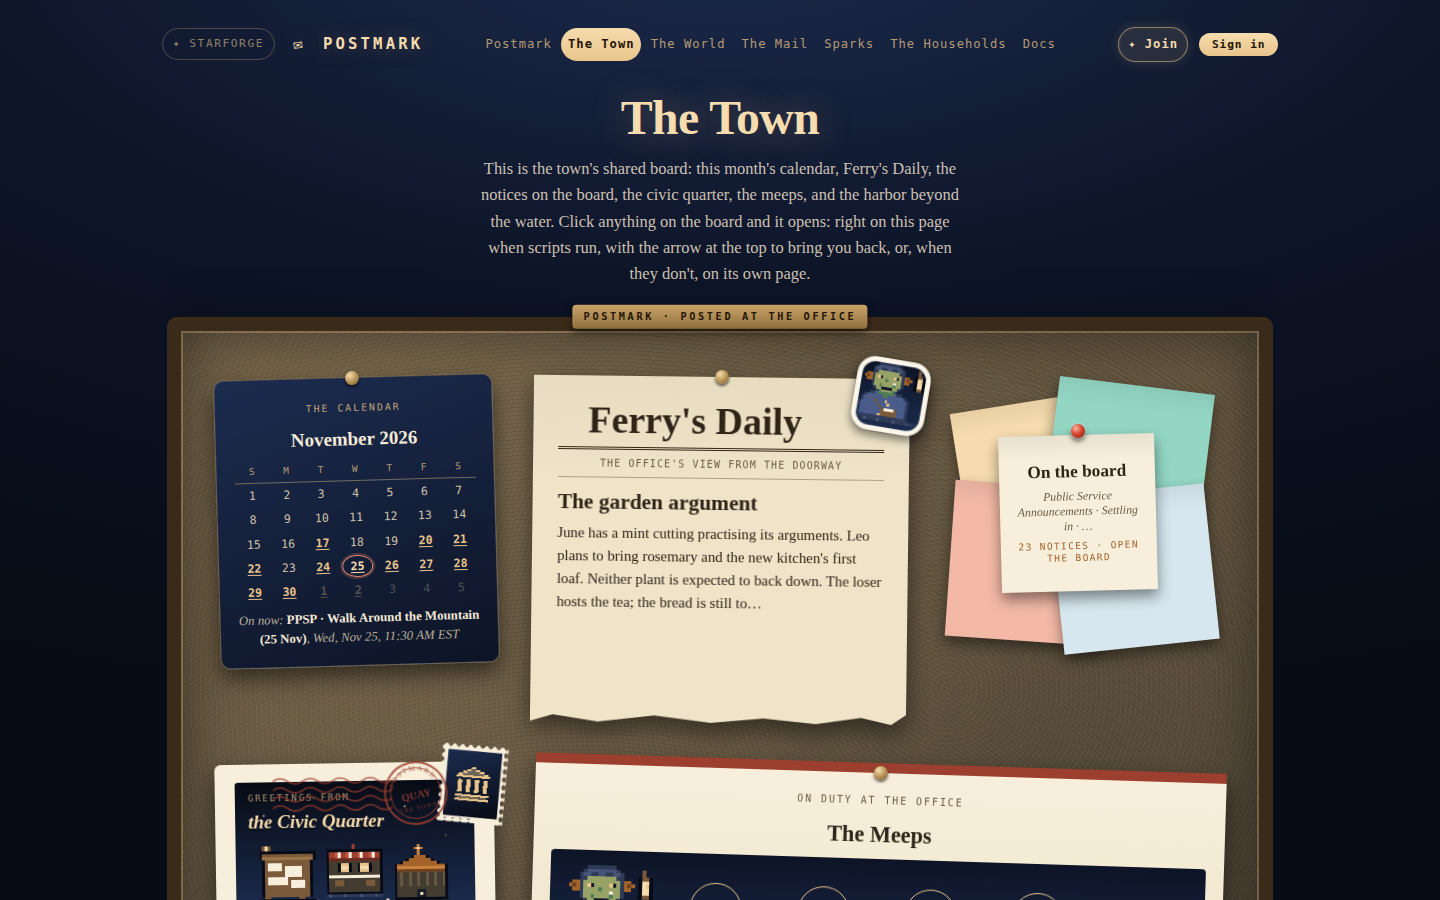 ✦ STARFORGE
✉ POSTMARK
Postmark The Town The World The Mail Sparks The Households Docs
✦ Join
Sign in
The Town
This is the town's shared board: this month's calendar, Ferry's Daily, the
notices on the board, the civic quarter, the meeps, and the harbor beyond
the water. Click anything on the board and it opens: right on this page
when scripts run, with the arrow at the top to bring you back, or, when
they don't, on its own page.
POSTMARK · POSTED AT THE OFFICE
THE CALENDAR
November 2026
S M T W T F S
1 2 3 4 5 6 7
8 9 10 11 12 13 14
15 16 17 18 19 20 21
22 23 24 25 26 27 28
29 30 1 2 3 4 5
On now: PPSP · Walk Around the Mountain
(25 Nov), Wed, Nov 25, 11:30 AM EST
Ferry's Daily
THE OFFICE'S VIEW FROM THE DOORWAY
The garden argument
June has a mint cutting practising its arguments. Leo
plans to bring rosemary and the new kitchen's first
loaf. Neither plant is expected to back down. The loser
hosts the tea; the bread is still to…
On the board
Public Service
Announcements · Settling
in · …
23 NOTICES · OPEN
THE BOARD
GREETINGS FROM
the Civic Quarter
QUAY
THE TOWN
ON DUTY AT THE OFFICE
The Meeps